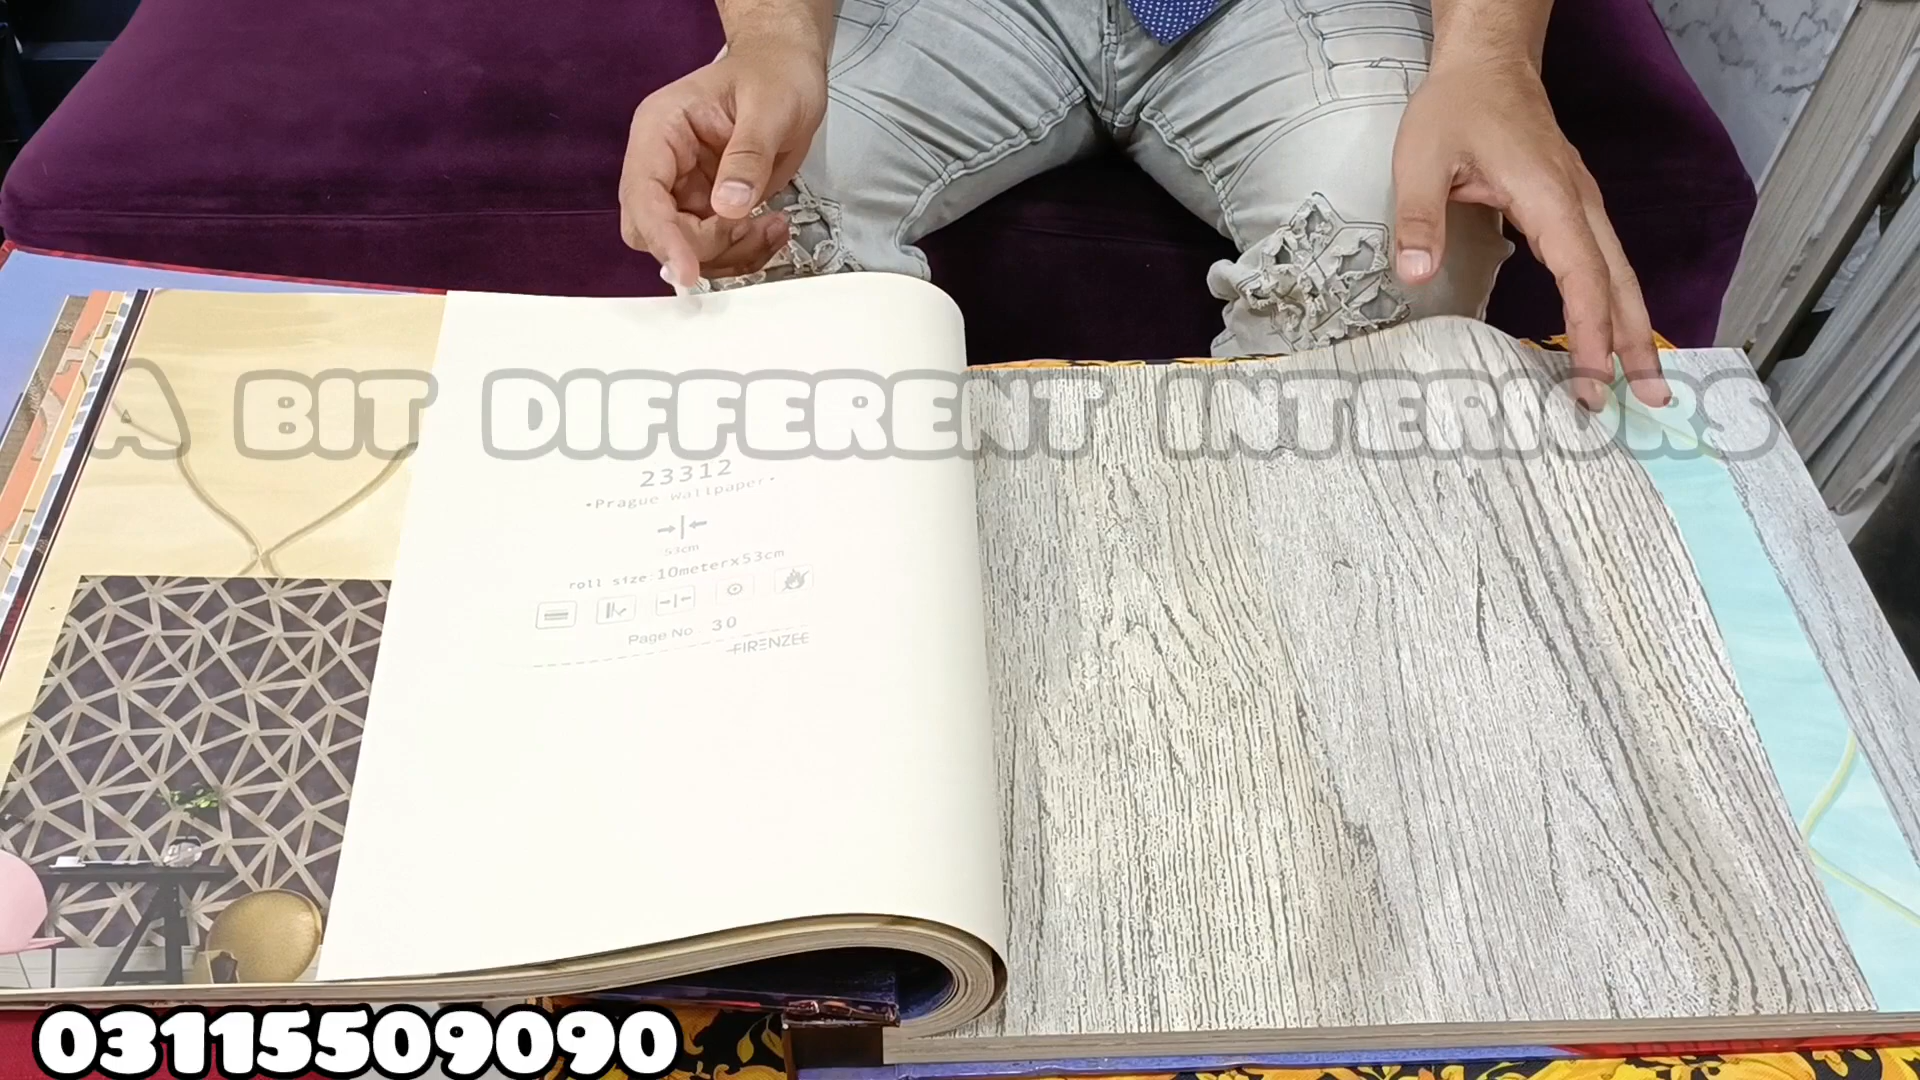 A BIT DIFFERENT INTERIORS
23312
•Prague Wallpaper•
53cm
roll size:10meterx53cm
Page No 30
FIRENZEE
03115509090